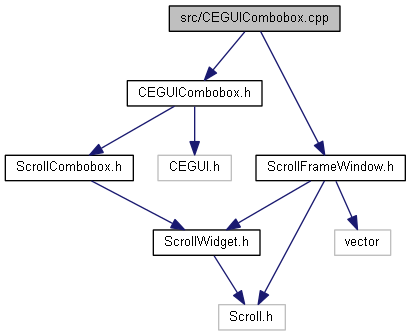 src/CEGUICombobox.cpp
CEGUICombobox.h
ScrollCombobox.h
CEGUI.h
ScrollFrameWindow.h
ScrollWidget.h
vector
Scroll.h